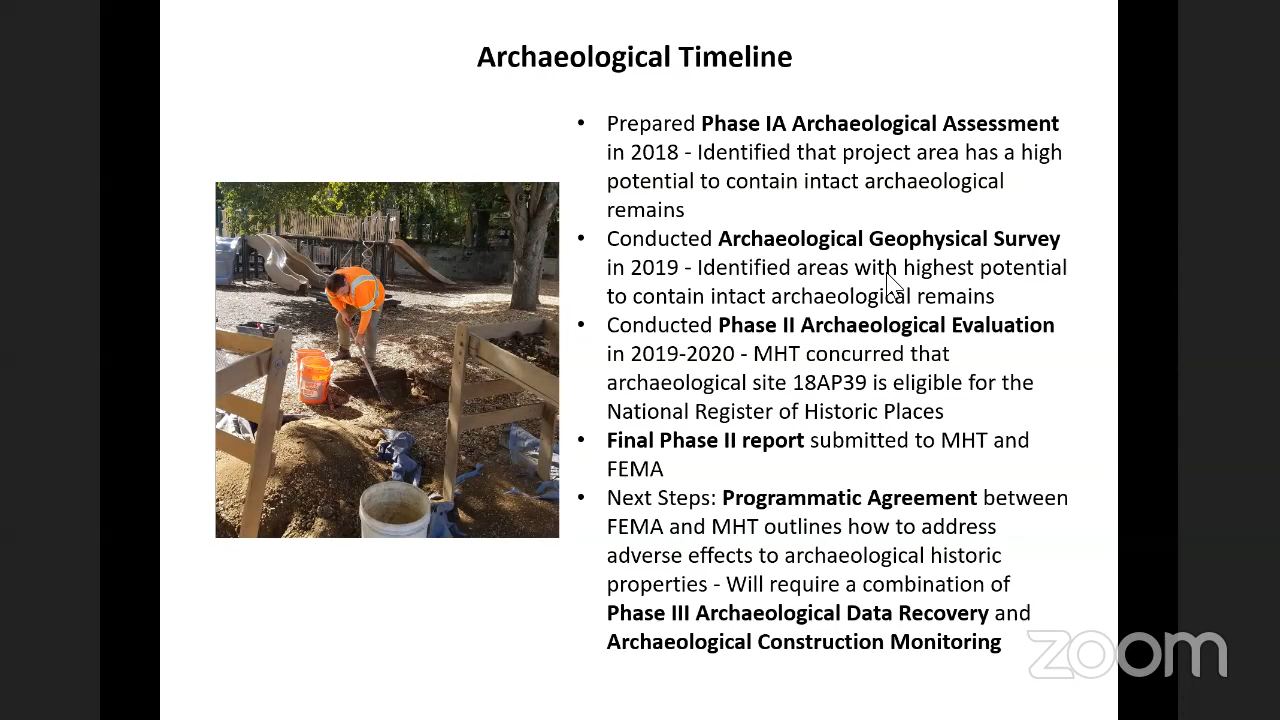 Archaeological Timeline
• Prepared Phase IA Archaeological Assessment
in 2018 - Identified that project area has a high
potential to contain intact archaeological
remains
• Conducted Archaeological Geophysical Survey
in 2019 - Identified areas with highest potential
to contain intact archaeological remains
• Conducted Phase II Archaeological Evaluation
in 2019-2020 - MHT concurred that
archaeological site 18AP39 is eligible for the
National Register of Historic Places
• Final Phase II report submitted to MHT and
FEMA
• Next Steps: Programmatic Agreement between
FEMA and MHT outlines how to address
adverse effects to archaeological historic
properties - Will require a combination of
Phase III Archaeological Data Recovery and
Archaeological Construction Monitoring
zoom